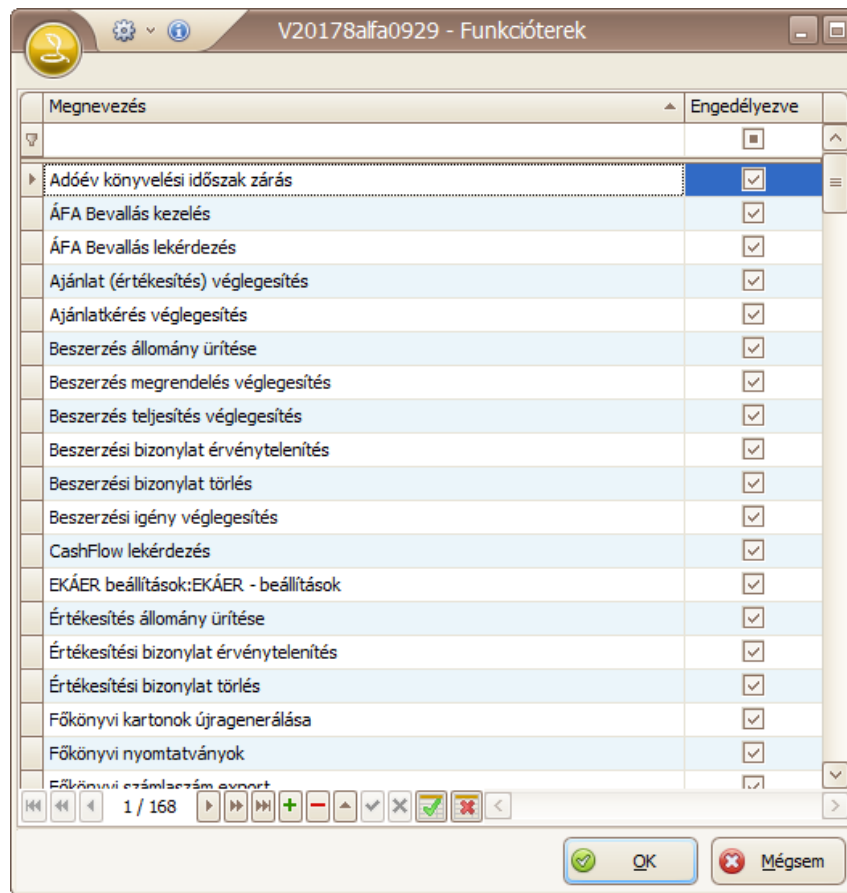 V20178alfa0929 - Funkcióterek
Megnevezés Engedélyezve
Adóév könyvelési időszak zárás
ÁFA Bevallás kezelés
ÁFA Bevallás lekérdezés
Ajánlat (értékesítés) véglegesítés
Ajánlatkérés véglegesítés
Beszerzés állomány ürítése
Beszerzés megrendelés véglegesítés
Beszerzés teljesítés véglegesítés
Beszerzési bizonylat érvénytelenítés
Beszerzési bizonylat törlés
Beszerzési igény véglegesítés
CashFlow lekérdezés
EKÁER beállítások:EKÁER - beállítások
Értékesítés állomány ürítése
Értékesítési bizonylat érvénytelenítés
Értékesítési bizonylat törlés
Főkönyvi kartonok újragenerálása
Főkönyvi nyomtatványok
Főkönyvi számlaszám export
1 / 168
OK Mégsem